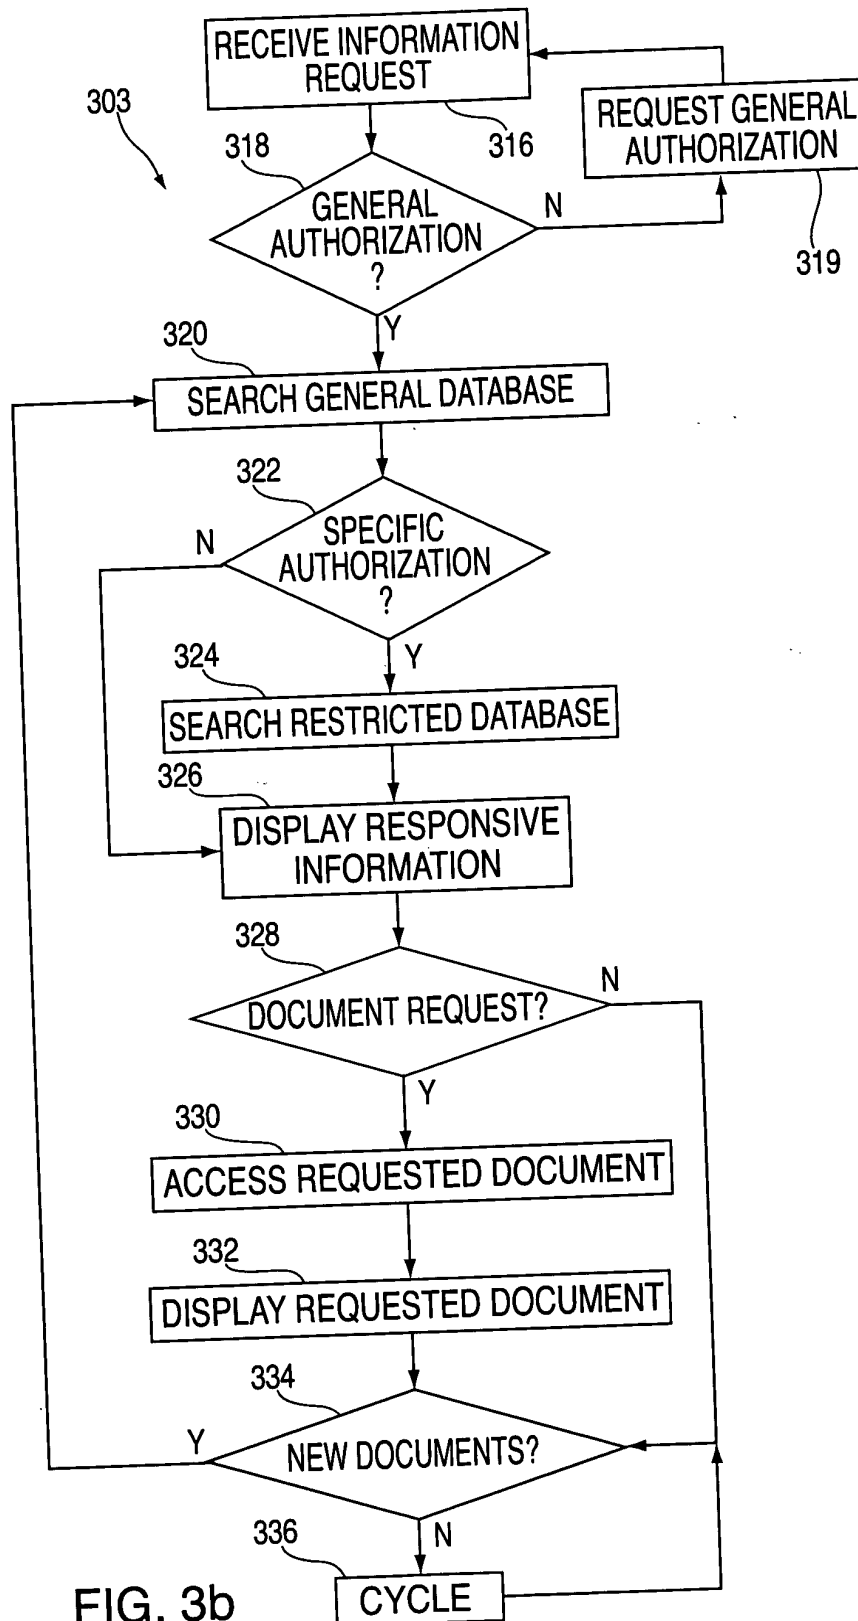 RECEIVE INFORMATION
REQUEST
303
316
REQUEST GENERAL
AUTHORIZATION
319
318
GENERAL
AUTHORIZATION
?
N
Y
320
SEARCH GENERAL DATABASE
322
SPECIFIC
AUTHORIZATION
?
N
Y
324
SEARCH RESTRICTED DATABASE
326
DISPLAY RESPONSIVE
INFORMATION
328
DOCUMENT REQUEST?
N
Y
330
ACCESS REQUESTED DOCUMENT
332
DISPLAY REQUESTED DOCUMENT
334
NEW DOCUMENTS?
Y
N
336
CYCLE
FIG. 3b